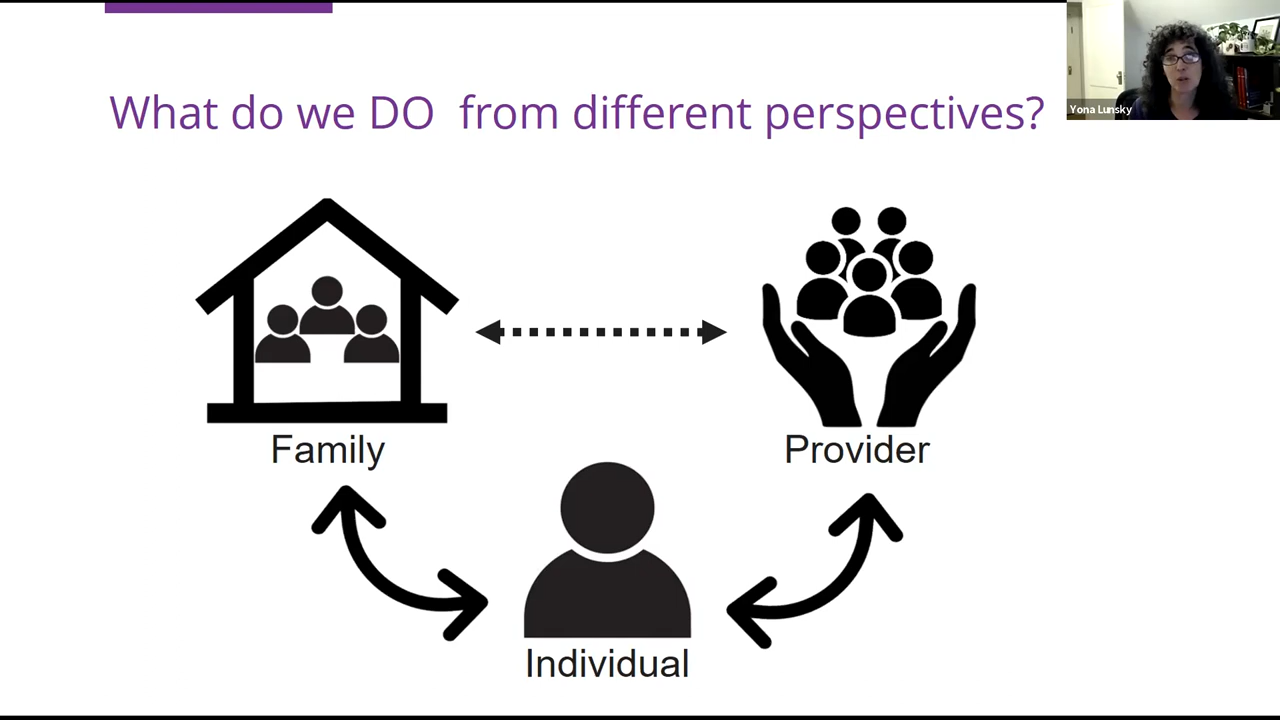 What do we DO  from different perspectives?
Yona Lunsky
Family
Provider
Individual